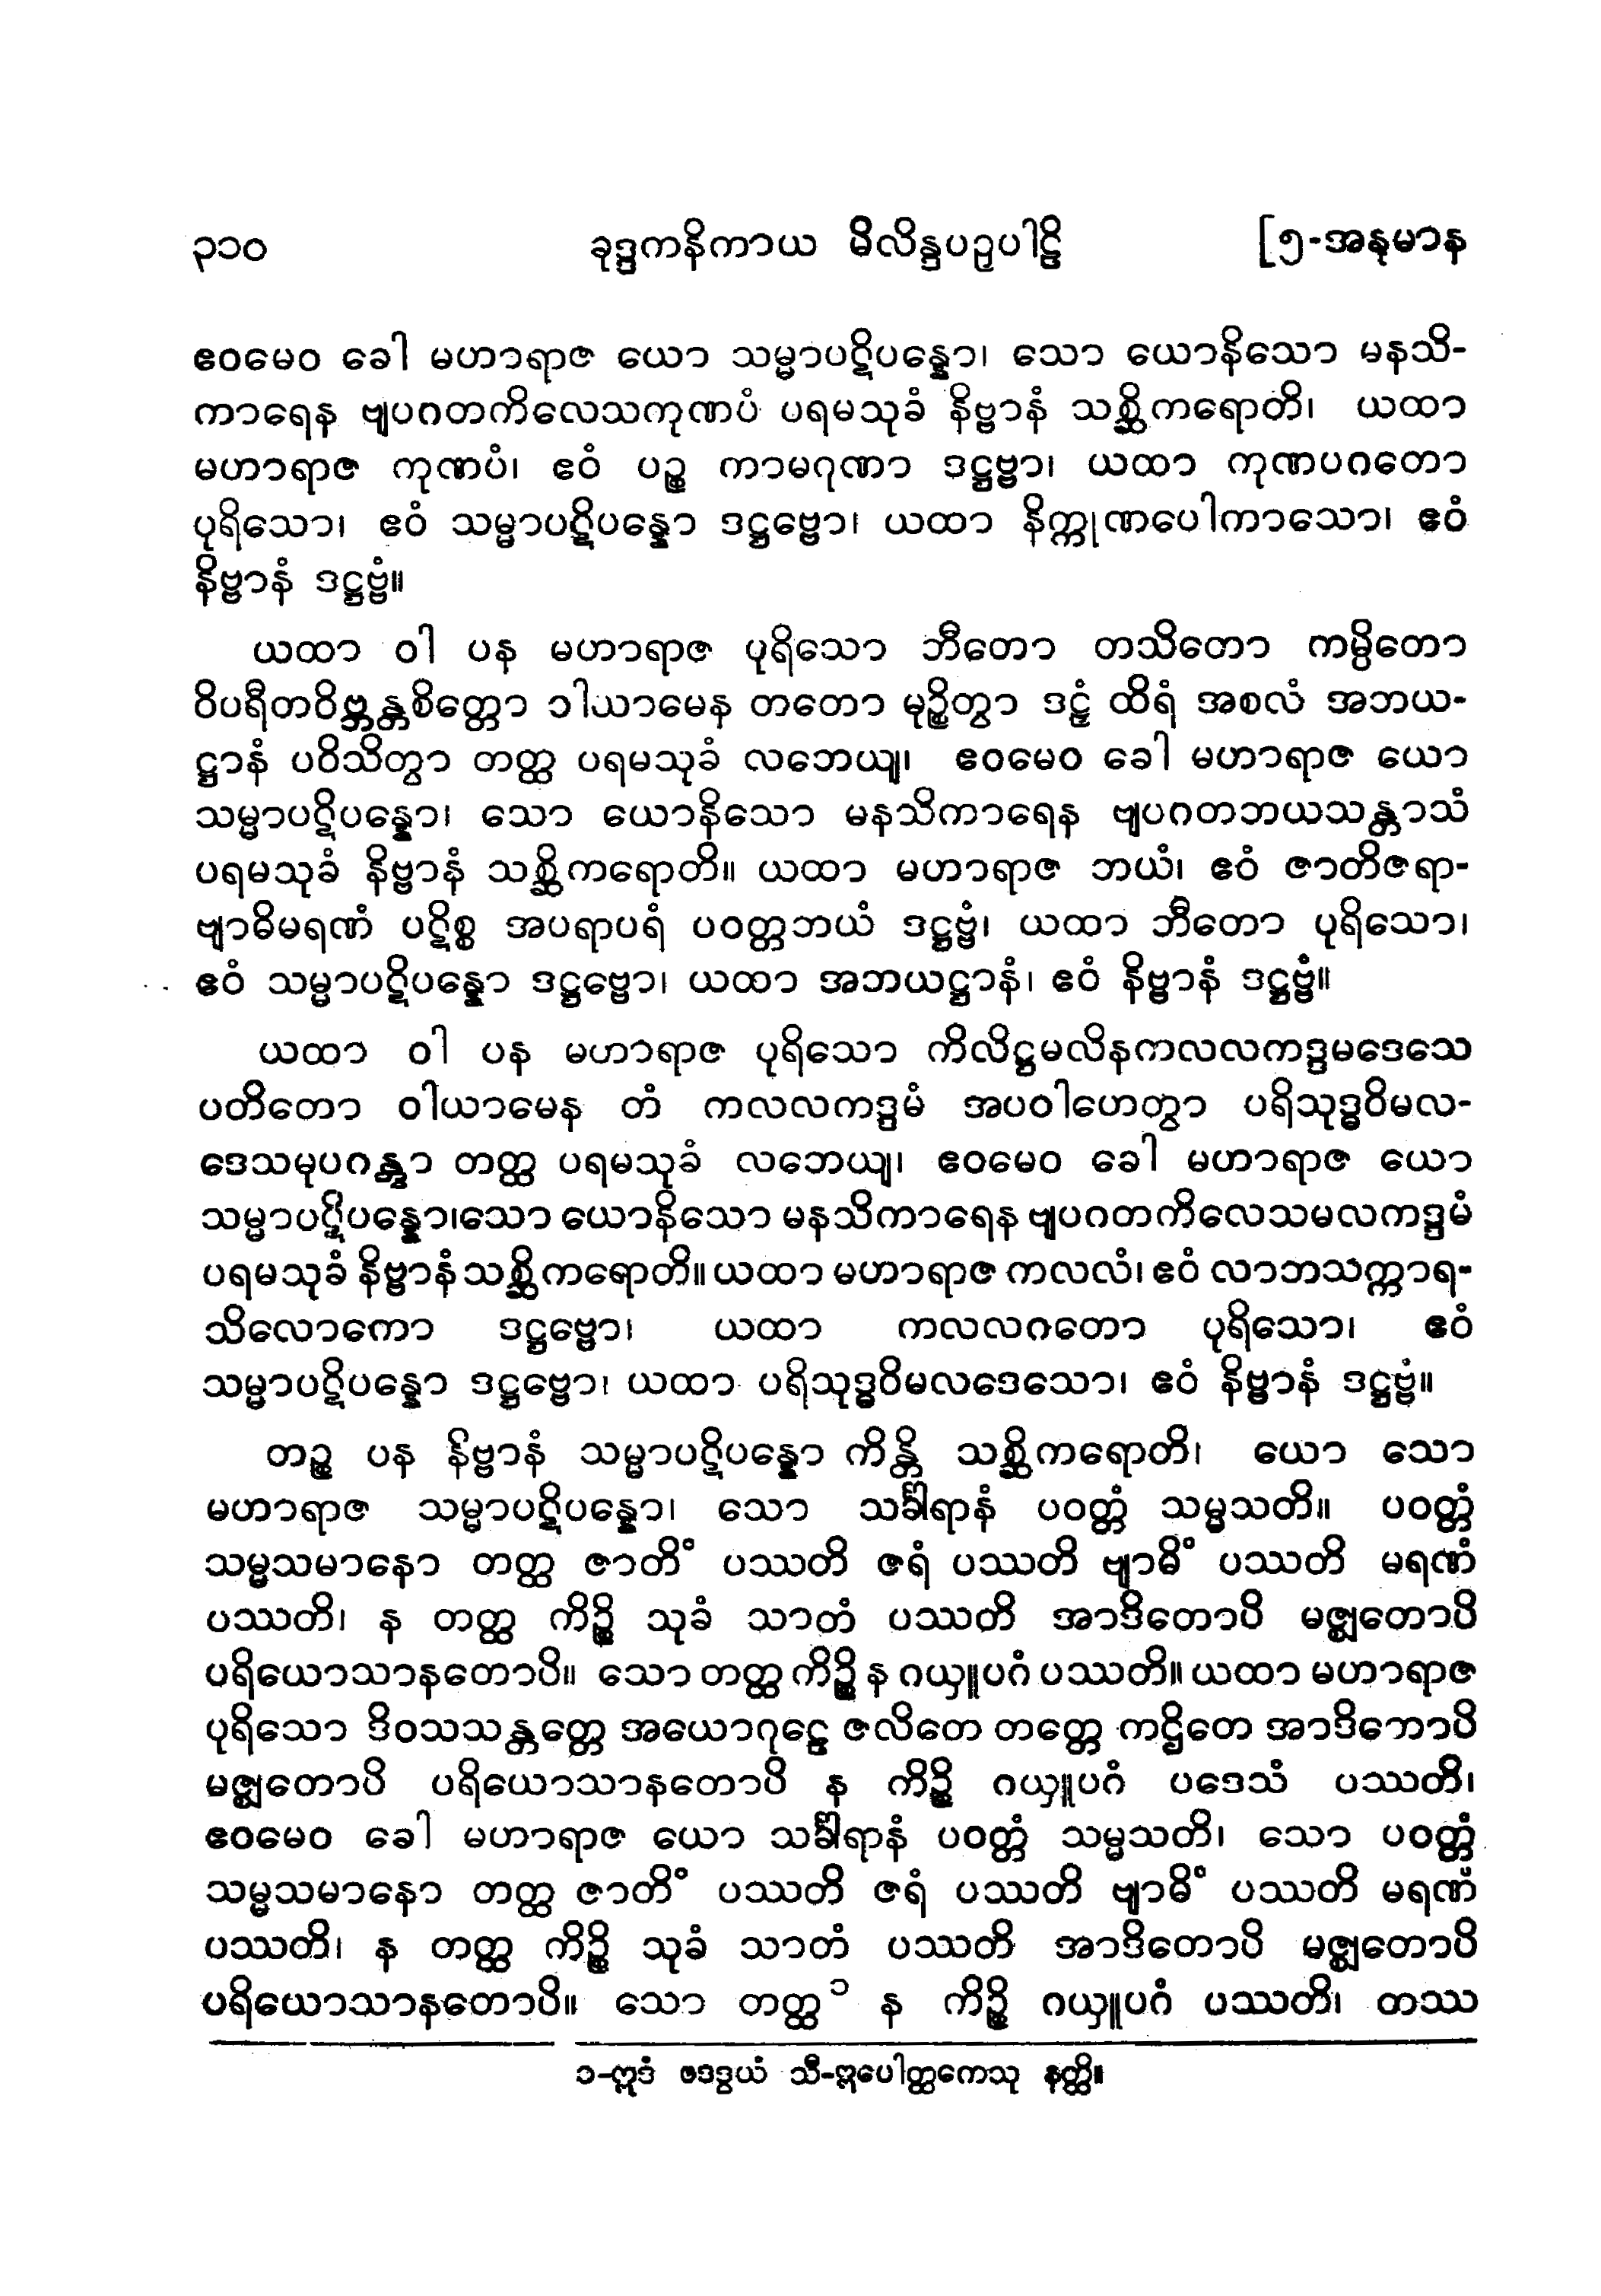 ၃၁၀ ခုဒ္ဒကနိကာယ မိလိန္ဒပဉှပါဠိ [၅-အနုမာန
ဧဝမေဝ ခေါ မဟာရာဇ ယော သမ္မာပဋိပန္နော၊ သော ယောနိသော မနသိ-
ကာရေန ဗျပဂတကိလေသကုဏပံ ပရမသုခံ နိဗ္ဗာနံ သစ္ဆိကရောတိ၊ ယထာ
မဟာရာဇ ကုဏပံ၊ ဧဝံ ပဉ္စ ကာမဂုဏာ ဒဋ္ဌဗ္ဗာ၊ ယထာ ကုဏပဂတော
ပုရိသော၊ ဧဝံ သမ္မာပဋိပန္နော ဒဋ္ဌဗ္ဗော၊ ယထာ နိက္ကုဏပေါကာသော၊ ဧဝံ
နိဗ္ဗာနံ ဒဋ္ဌဗ္ဗံ။
ယထာ ဝါ ပန မဟာရာဇ ပုရိသော ဘီတော တသိတော ကမ္ပိတော
ဝိပရီတဝိဗ္ဘန္တစိတ္တော ဝါယာမေန တတော မုဉ္စိတွာ ဒဠှံ ထိရံ အစလံ အဘယ-
ဋ္ဌာနံ ပဝိသိတွာ တတ္ထ ပရမသုခံ လဘေယျ၊ ဧဝမေဝ ခေါ မဟာရာဇ ယော
သမ္မာပဋိပန္နော၊ သော ယောနိသော မနသိကာရေန ဗျပဂတဘယသန္တာသံ
ပရမသုခံ နိဗ္ဗာနံ သစ္ဆိကရောတိ။ ယထာ မဟာရာဇ ဘယံ၊ ဧဝံ ဇာတိဇရာ-
ဗျာဓိမရဏံ ပဋိစ္စ အပရာပရံ ပဝတ္တဘယံ ဒဋ္ဌဗ္ဗံ၊ ယထာ ဘီတော ပုရိသော၊
ဧဝံ သမ္မာပဋိပန္နော ဒဋ္ဌဗ္ဗော၊ ယထာ အဘယဋ္ဌာနံ၊ ဧဝံ နိဗ္ဗာနံ ဒဋ္ဌဗ္ဗံ။
ယထာ ဝါ ပန မဟာရာဇ ပုရိသော ကိလိဋ္ဌမလိနကလလကဒ္ဒမဒေသေ
ပတိတော ဝါယာမေန တံ ကလလကဒ္ဒမံ အပဝါဟေတွာ ပရိသုဒ္ဓဝိမလ-
ဒေသမုပဂန္တွာ တတ္ထ ပရမသုခံ လဘေယျ၊ ဧဝမေဝ ခေါ မဟာရာဇ ယော
သမ္မာပဋိပန္နော၊သော ယောနိသော မနသိကာရေန ဗျပဂတကိလေသမလကဒ္ဒမံ
ပရမသုခံ နိဗ္ဗာနံ သစ္ဆိကရောတိ။ ယထာ မဟာရာဇ ကလလံ၊ ဧဝံ လာဘသက္ကာရ-
သိလောကော ဒဋ္ဌဗ္ဗော၊ ယထာ ကလလဂတော ပုရိသော၊ ဧဝံ
သမ္မာပဋိပန္နော ဒဋ္ဌဗ္ဗော၊ ယထာ ပရိသုဒ္ဓဝိမလဒေသော၊ ဧဝံ နိဗ္ဗာနံ ဒဋ္ဌဗ္ဗံ။
တဉ္စ ပန နိဗ္ဗာနံ သမ္မာပဋိပန္နော ကိန္တိ သစ္ဆိကရောတိ၊ ယော သော
မဟာရာဇ သမ္မာပဋိပန္နော၊ သော သင်္ခါရာနံ ပဝတ္တံ သမ္မသတိ။ ပဝတ္တံ
သမ္မသမာနော တတ္ထ ဇာတိံ ပဿတိ ဇရံ ပဿတိ ဗျာဓိံ ပဿတိ မရဏံ
ပဿတိ၊ န တတ္ထ ကိဉ္စိ သုခံ သာတံ ပဿတိ အာဒိတောပိ မဇ္ဈတောပိ
ပရိယောသာနတောပိ။ သော တတ္ထ ကိဉ္စိ န ဂယှူပဂံ ပဿတိ။ ယထာ မဟာရာဇ
ပုရိသော ဒိဝသသန္တတ္တေ အယောဂုဠေ ဇလိတေ တတ္တေ ကဌိတေ အာဒိတောပိ
မဇ္ဈတောပိ ပရိယောသာနတောပိ န ကိဉ္စိ ဂယှူပဂံ ပဒေသံ ပဿတိ၊
ဧဝမေဝ ခေါ မဟာရာဇ ယော သင်္ခါရာနံ ပဝတ္တံ သမ္မသတိ၊ သော ပဝတ္တံ
သမ္မသမာနော တတ္ထ ဇာတိံ ပဿတိ ဇရံ ပဿတိ ဗျာဓိံ ပဿတိ မရဏံ
ပဿတိ၊ န တတ္ထ ကိဉ္စိ သုခံ သာတံ ပဿတိ အာဒိတောပိ မဇ္ဈတောပိ
ပရိယောသာနတောပိ။ သော တတ္ထ ၁ န ကိဉ္စိ ဂယှူပဂံ ပဿတိ၊ တဿ
၁-ဣဒံ ပဒဒွယံ သီ-ဣပေါတ္ထကေသု နတ္ထိ။